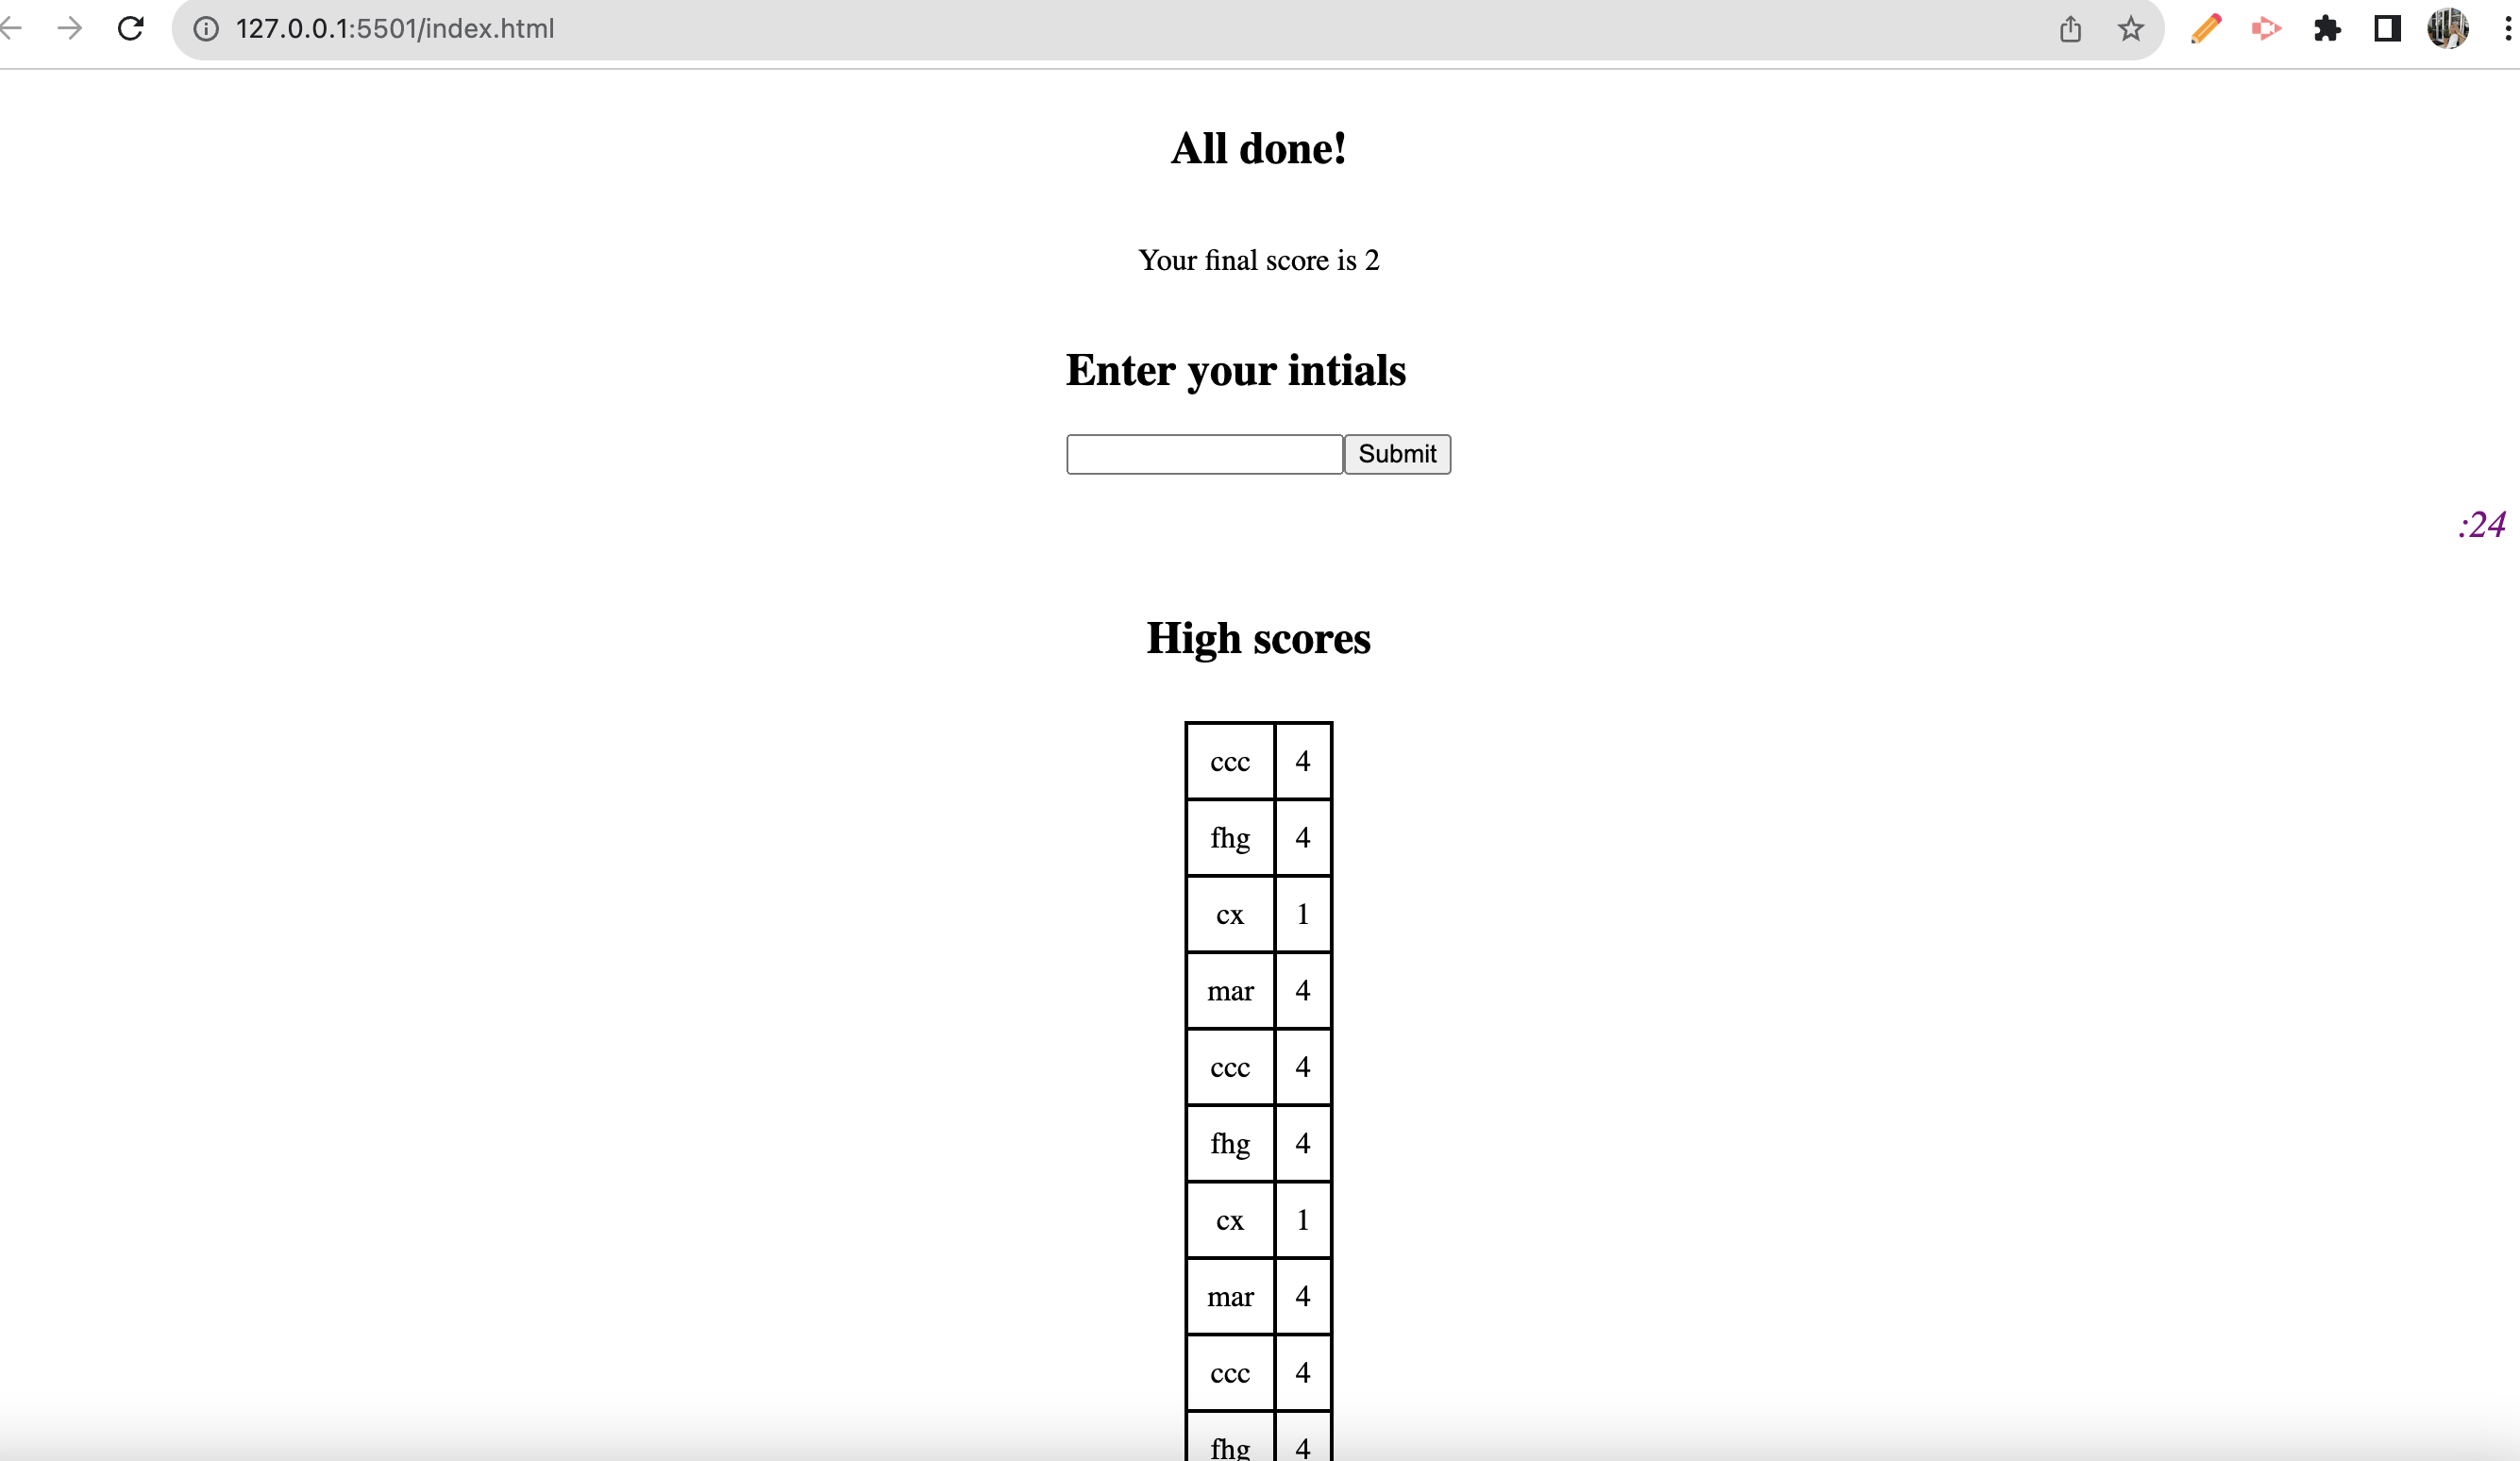 127.0.0.1:5501/index.html
All done!
Your final score is 2
Enter your intials
Submit
:24
High scores
ccc 4
fhg 4
cx 1
mar 4
ccc 4
fhg 4
cx 1
mar 4
ccc 4
fhg 4